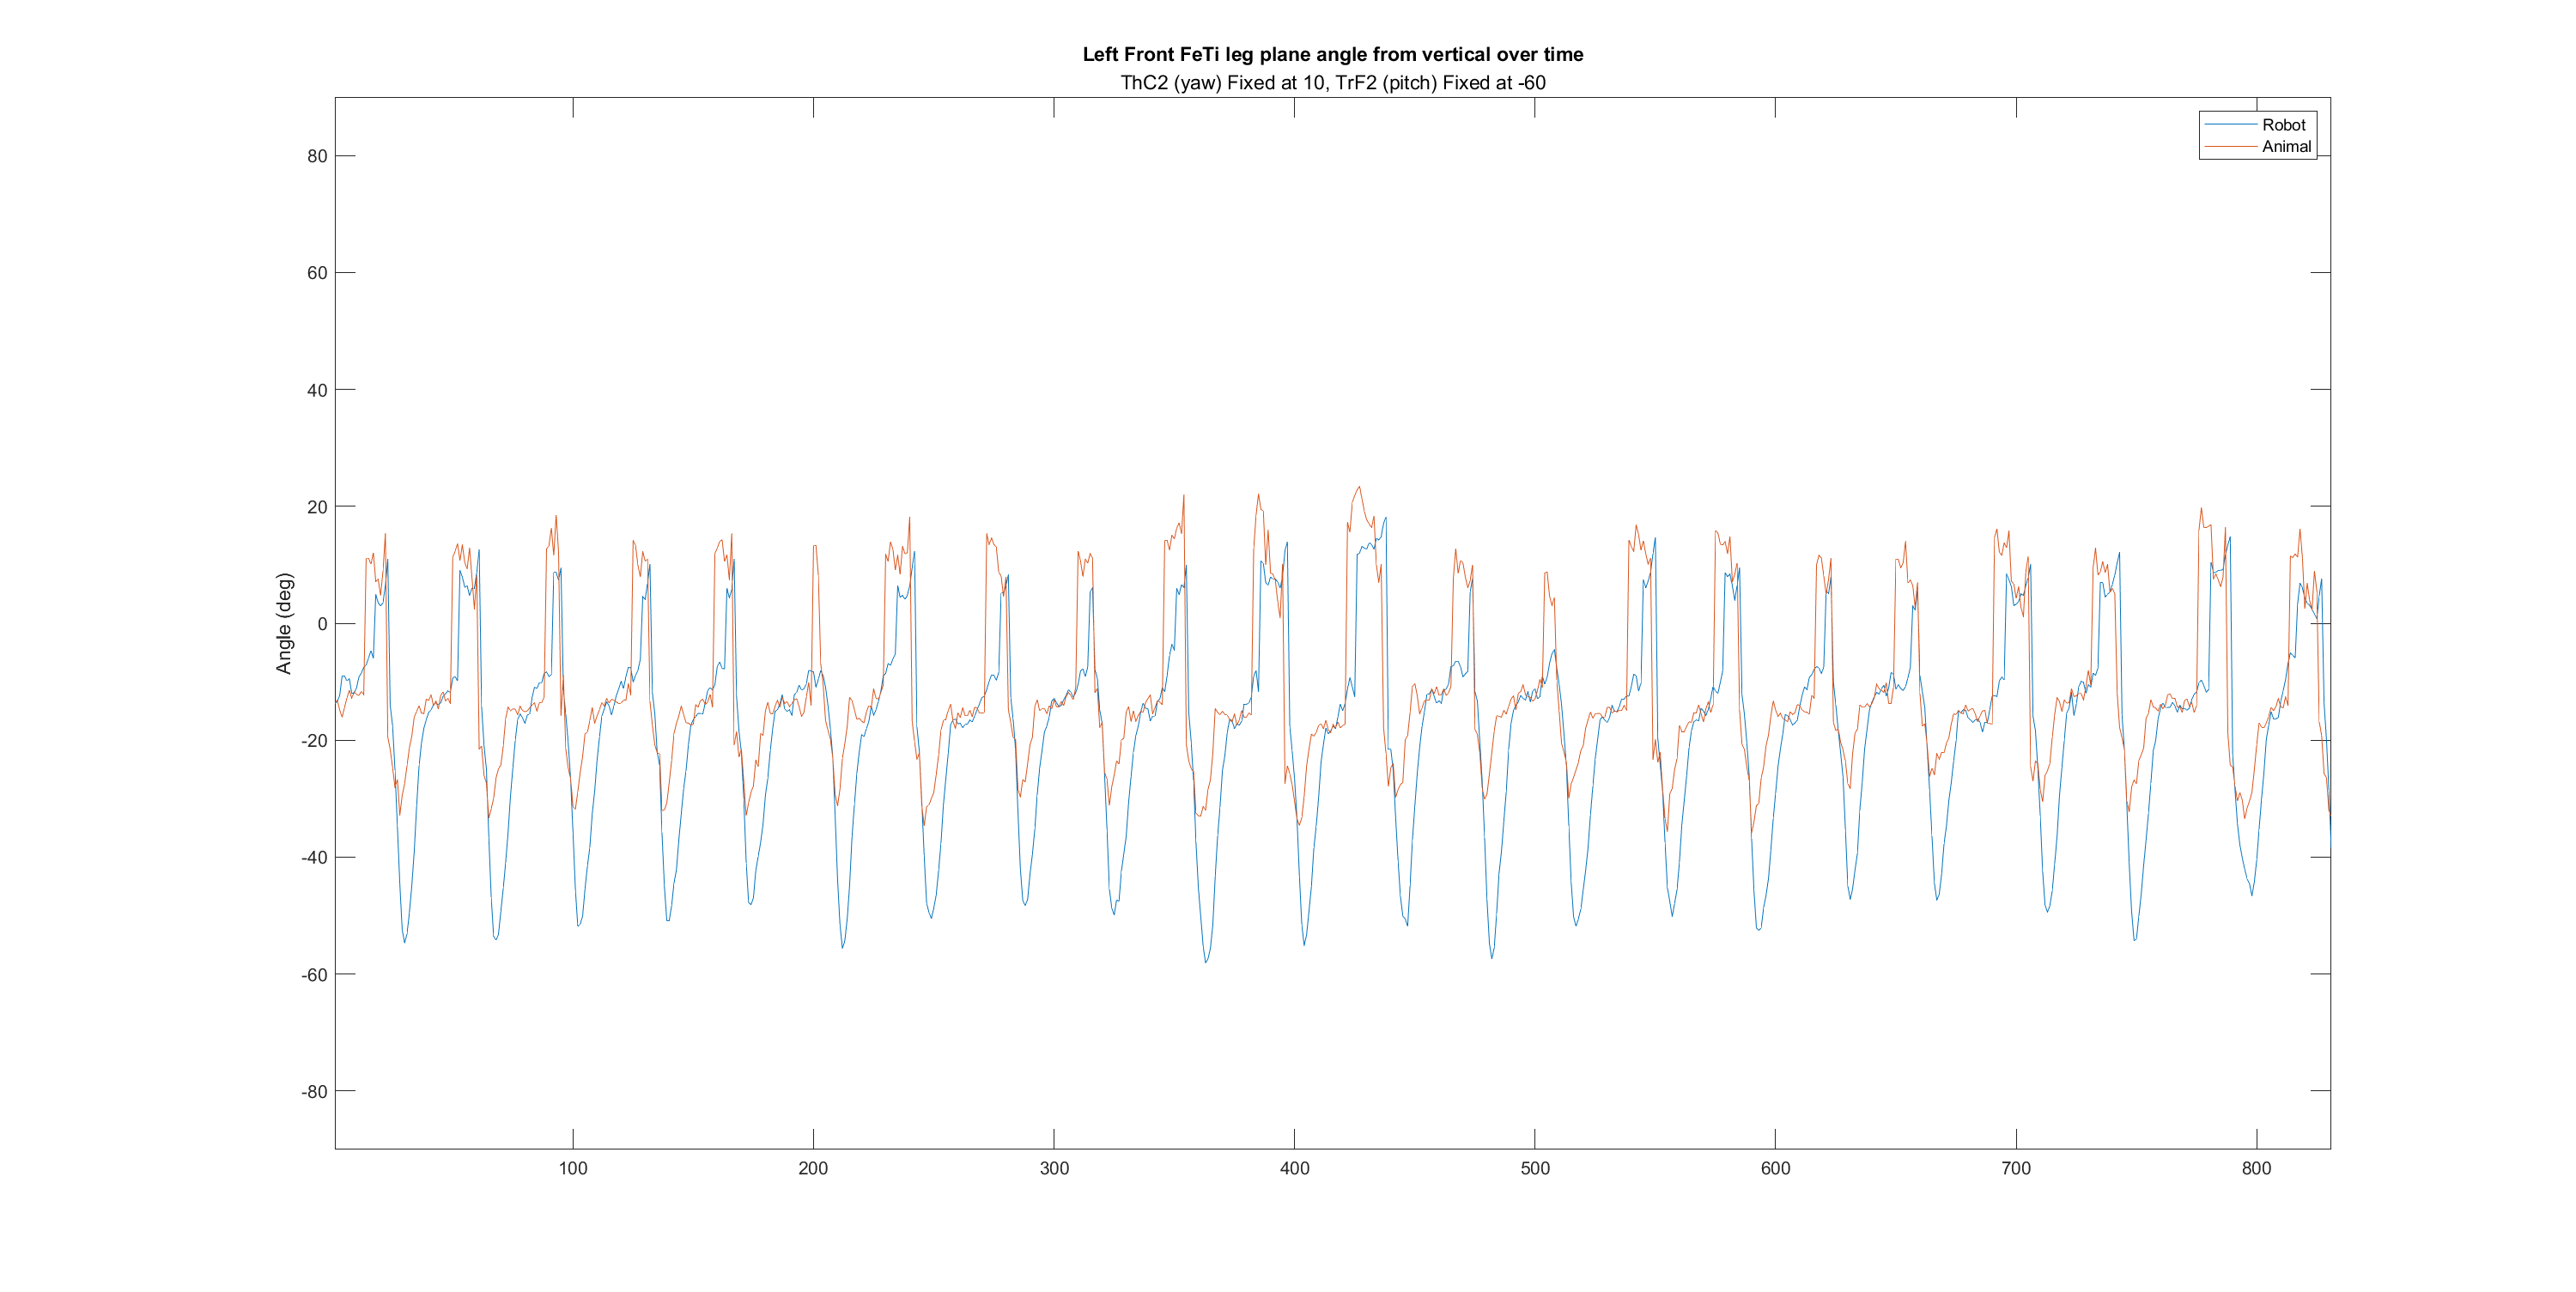 Left Front FeTi leg plane angle from vertical over time
ThC2 (yaw) Fixed at 10, TrF2 (pitch) Fixed at -60
Robot
Animal
80
60
40
20
0
-20
-40
-60
-80
Angle (deg)
100 200 300 400 500 600 700 800